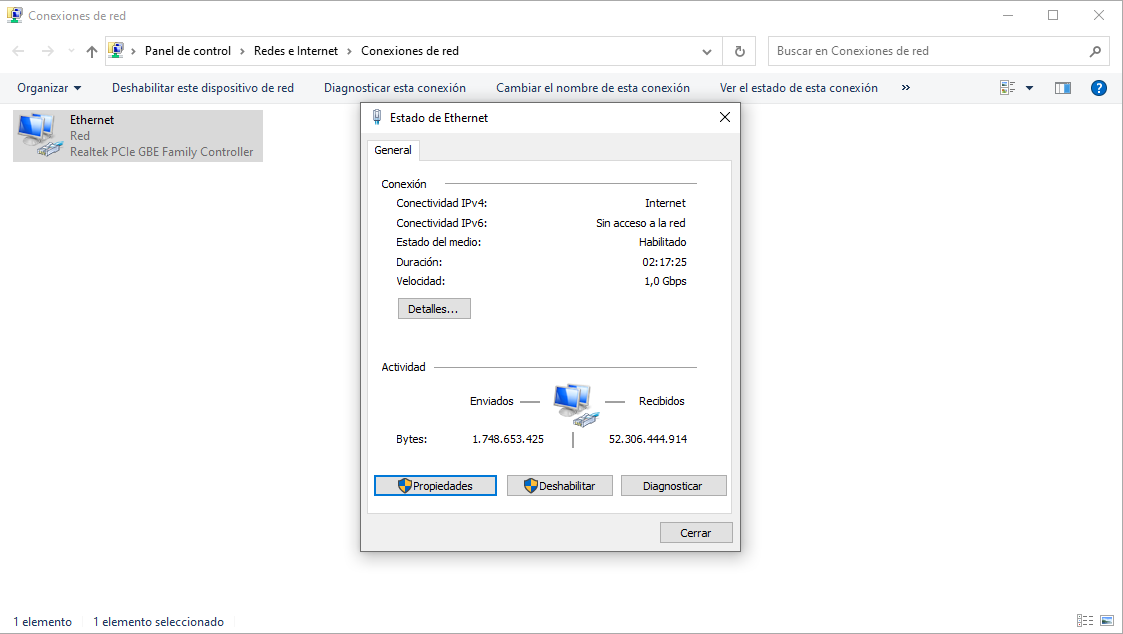 Conexiones de red
Panel de control > Redes e Internet > Conexiones de red
Buscar en Conexiones de red
Organizar
Deshabilitar este dispositivo de red
Diagnosticar esta conexión
Cambiar el nombre de esta conexión
Ver el estado de esta conexión
»
Ethernet
Red
Realtek PCIe GBE Family Controller
Estado de Ethernet
General
Conexión
Conectividad IPv4: Internet
Conectividad IPv6: Sin acceso a la red
Estado del medio: Habilitado
Duración: 02:17:25
Velocidad: 1,0 Gbps
Detalles...
Actividad
Enviados — — Recibidos
Bytes: 1.748.653.425 | 52.306.444.914
Propiedades
Deshabilitar
Diagnosticar
Cerrar
1 elemento
1 elemento seleccionado